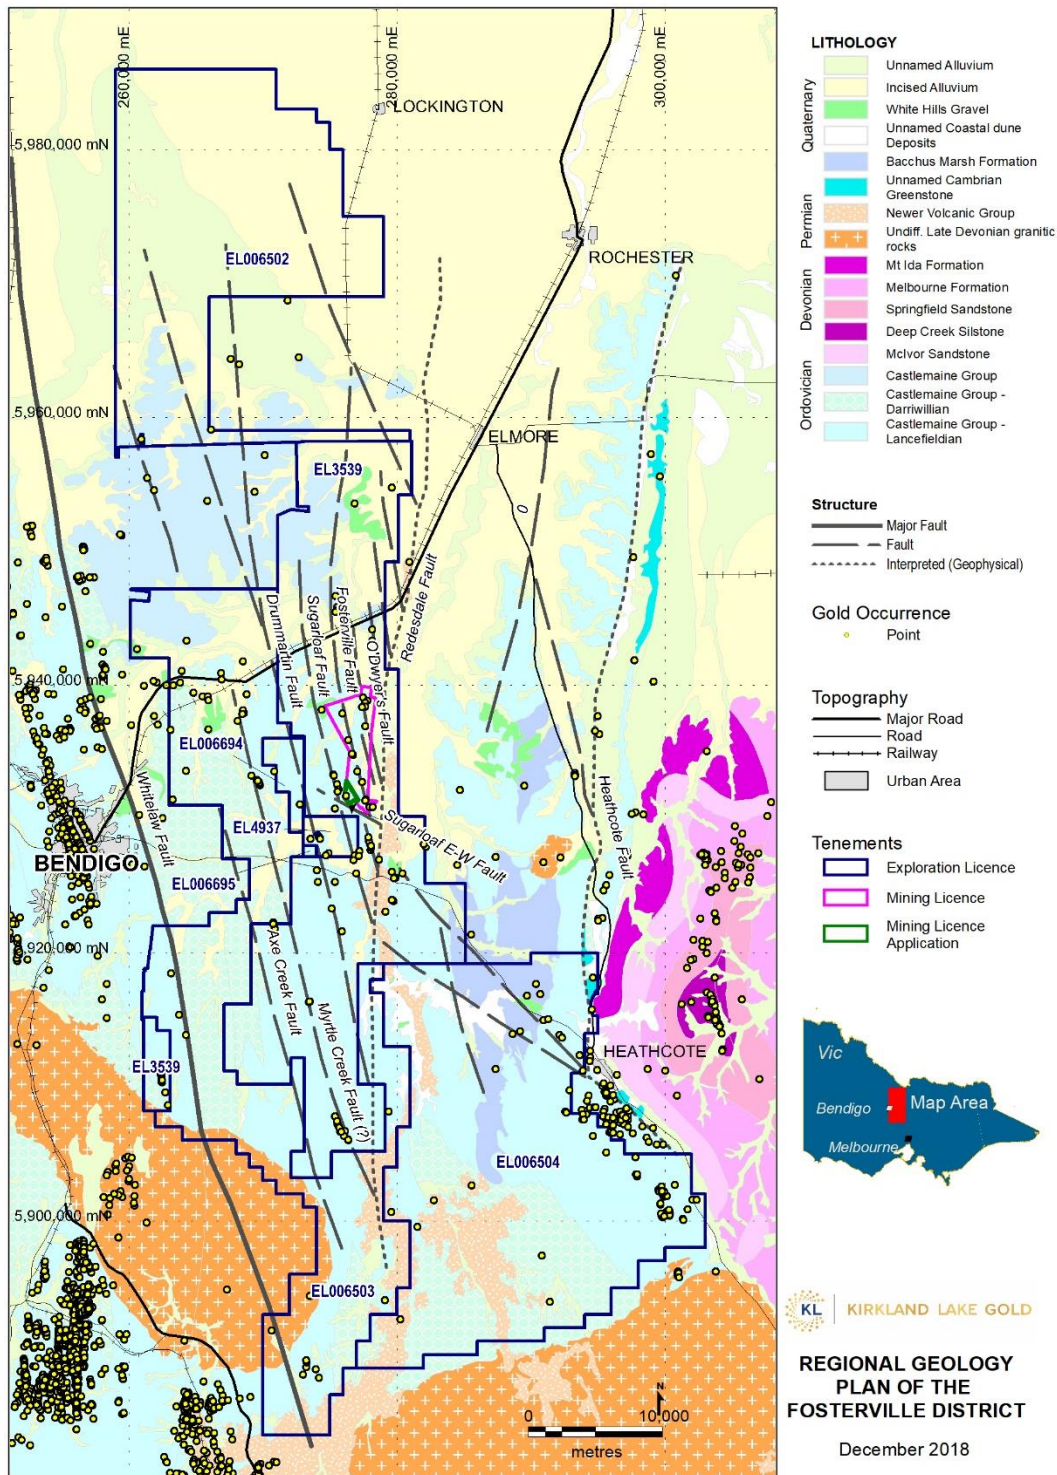 260,000 mE
280,000 mE
300,000 mE
LOCKINGTON
5,980,000 mN
EL006502
ROCHESTER
5,960,000 mN
ELMORE
EL3539
0
Drummartin Fault
Sugarloaf Fault
Fosterville Fault
O'Dwyer's Fault
Redesdale Fault
5,940,000 mN
EL006694
Whitelaw Fault
EL4937
Sugarloaf E-W Fault
Heathcote Fault
BENDIGO
EL006695
5,920,000 mN
Axe Creek Fault
Myrtle Creek Fault (?)
HEATHCOTE
EL3539
EL006504
5,900,000 mN
EL006503
N
0 10,000
metres
LITHOLOGY
Quaternary
Unnamed Alluvium
Incised Alluvium
White Hills Gravel
Unnamed Coastal dune
Deposits
Bacchus Marsh Formation
Unnamed Cambrian
Greenstone
Permian
Newer Volcanic Group
Undiff. Late Devonian granitic
rocks
Devonian
Mt Ida Formation
Melbourne Formation
Springfield Sandstone
Deep Creek Silstone
McIvor Sandstone
Ordovician
Castlemaine Group
Castlemaine Group -
Darriwillian
Castlemaine Group -
Lancefieldian
Structure
Major Fault
Fault
Interpreted (Geophysical)
Gold Occurrence
Point
Topography
Major Road
Road
Railway
Urban Area
Tenements
Exploration Licence
Mining Licence
Mining Licence
Application
Vic
Bendigo
Map Area
Melbourne
KL KIRKLAND LAKE GOLD
REGIONAL GEOLOGY
PLAN OF THE
FOSTERVILLE DISTRICT
December 2018